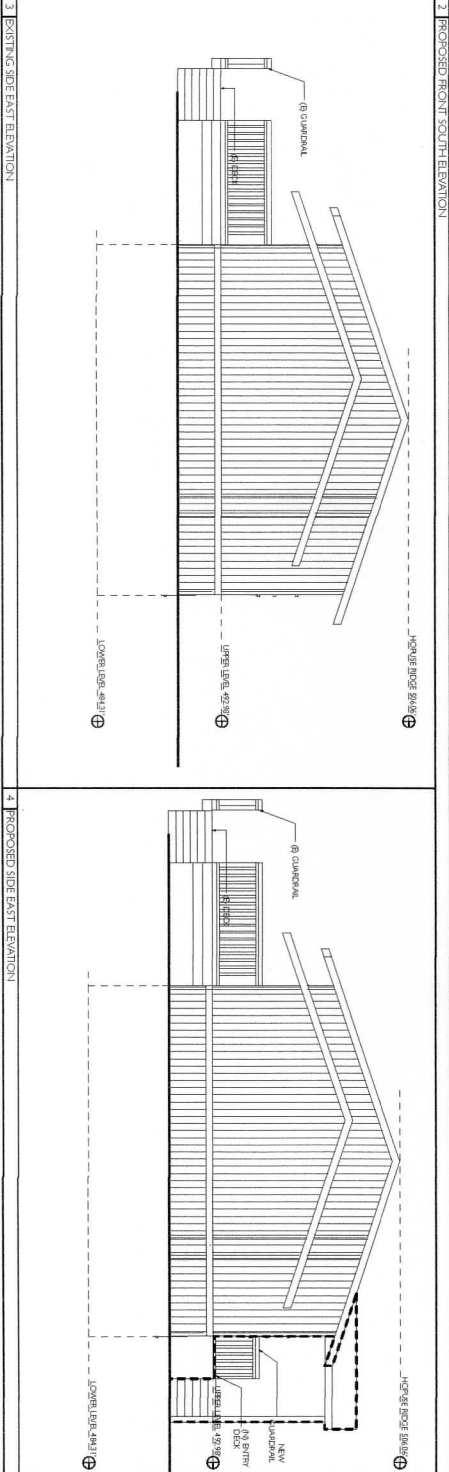 2 PROPOSED FRONT SOUTH ELEVATION
(E) GUARDRAIL
(E) DECK
HOPUSE RIDGE 506.06'
UPPER LEVEL 492.98'
LOWER LEVEL 484.31'
3 EXISTING SIDE EAST ELEVATION
(E) GUARDRAIL
(E) DECK
HOPUSE RIDGE 506.06'
NEW
GUARDRAIL
(N) ENTRY
DECK
UPPER LEVEL 492.98'
LOWER LEVEL 484.31'
4 PROPOSED SIDE EAST ELEVATION